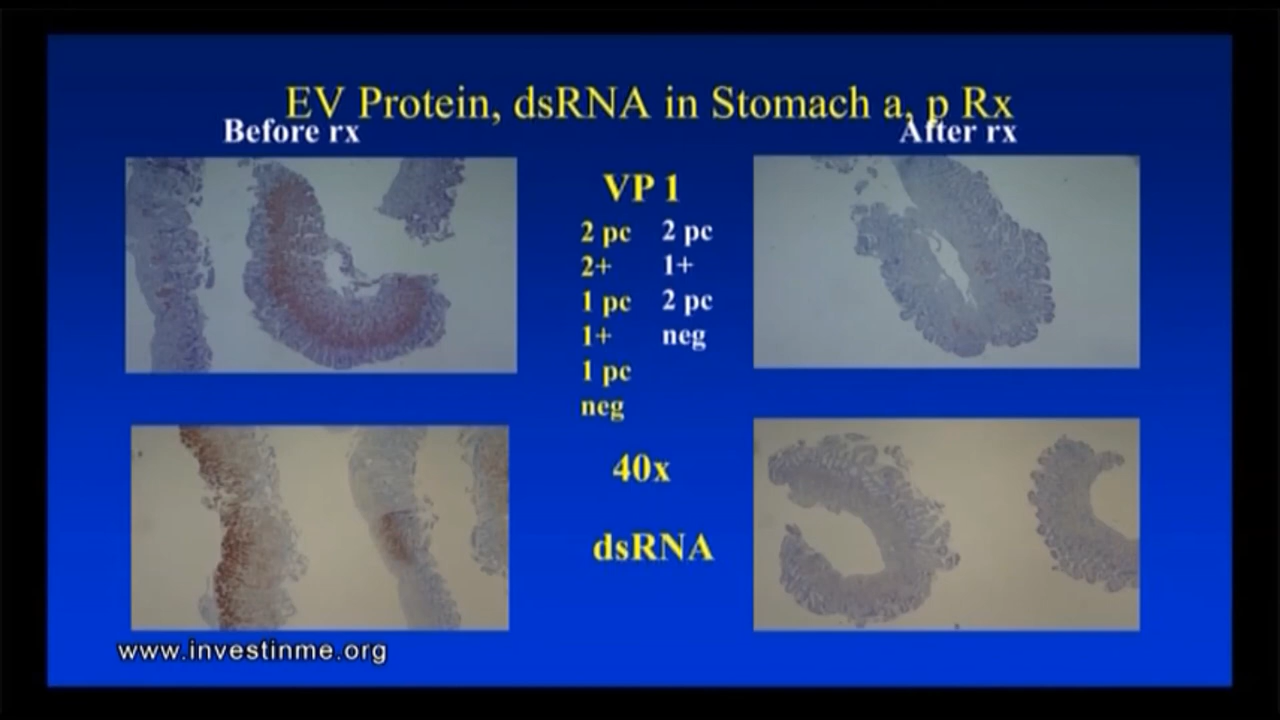 EV Protein, dsRNA in Stomach a, p Rx
Before rx
After rx
VP 1
2 pc 2 pc
2+ 1+
1 pc 2 pc
1+ neg
1 pc
neg
40x
dsRNA
www.investinme.org